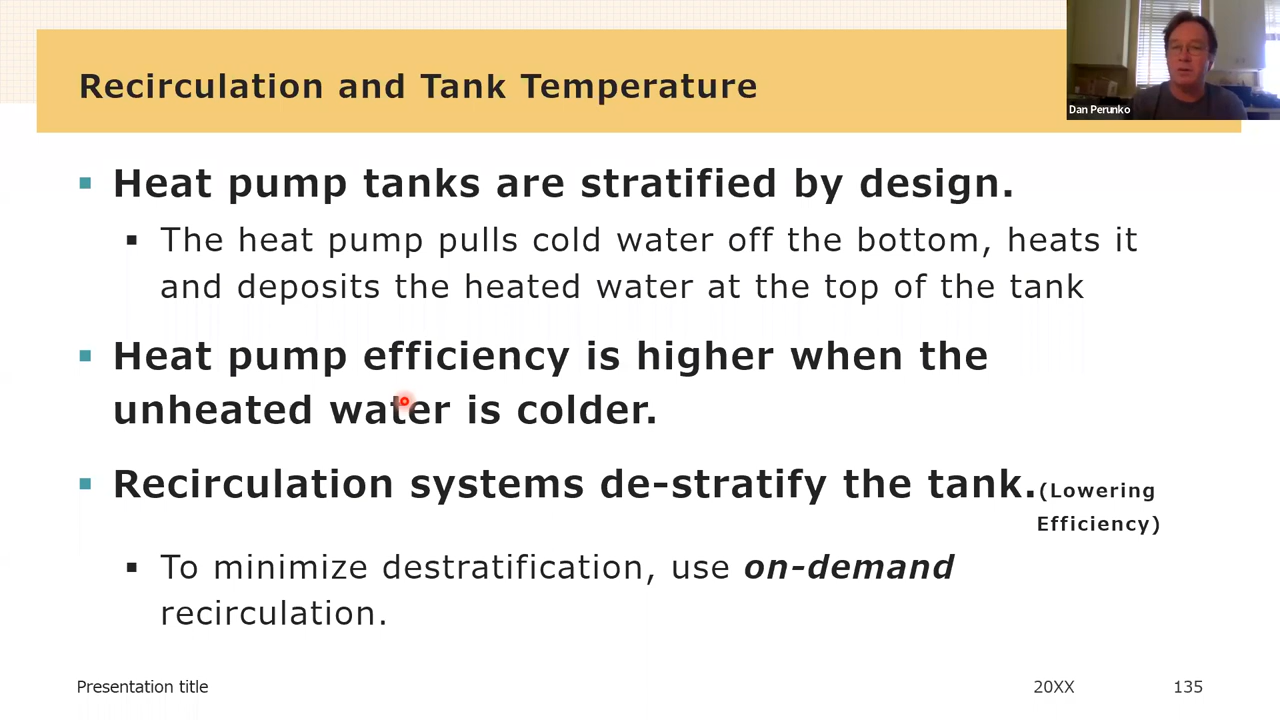 Recirculation and Tank Temperature
Dan Perunko
Heat pump tanks are stratified by design.
The heat pump pulls cold water off the bottom, heats it
and deposits the heated water at the top of the tank
Heat pump efficiency is higher when the
unheated water is colder.
Recirculation systems de-stratify the tank.(Lowering
Efficiency)
To minimize destratification, use on-demand
recirculation.
Presentation title
20XX
135